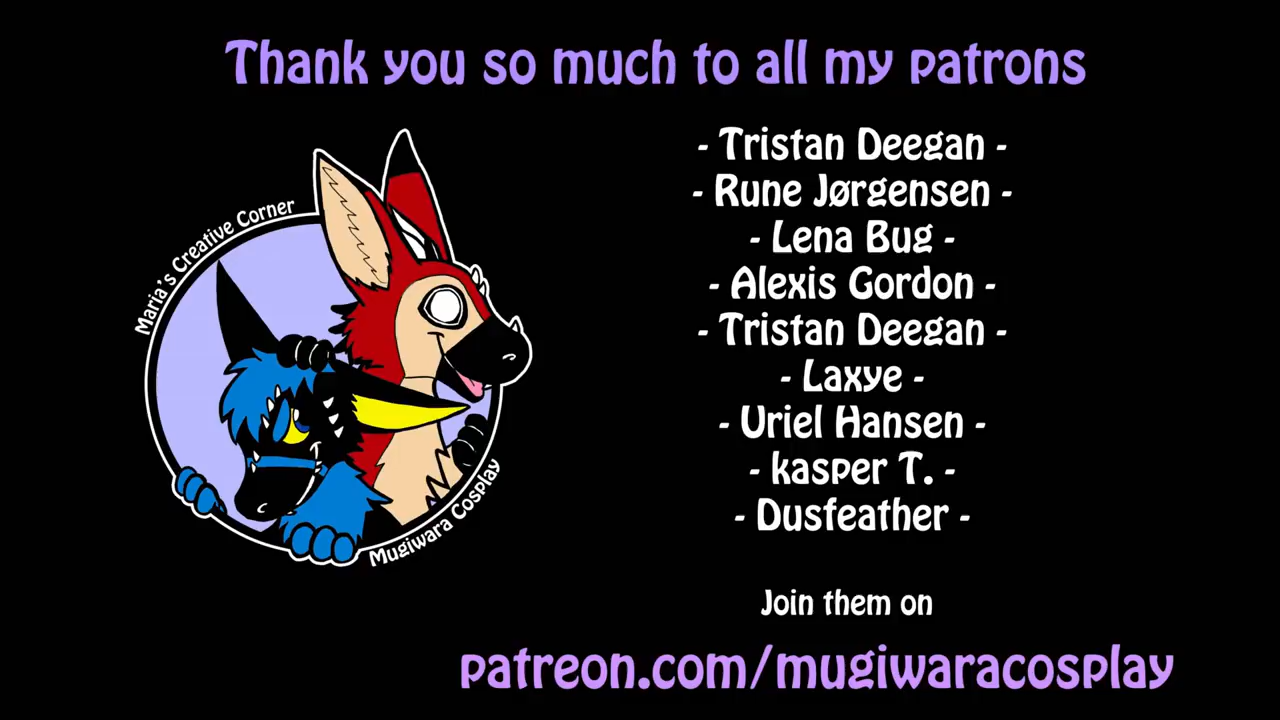 Thank you so much to all my patrons
Maria's Creative Corner
Mugiwara Cosplay
- Tristan Deegan -
- Rune Jørgensen -
- Lena Bug -
- Alexis Gordon -
- Tristan Deegan -
- Laxye -
- Uriel Hansen -
- kasper T. -
- Dusfeather -
Join them on
patreon.com/mugiwaracosplay